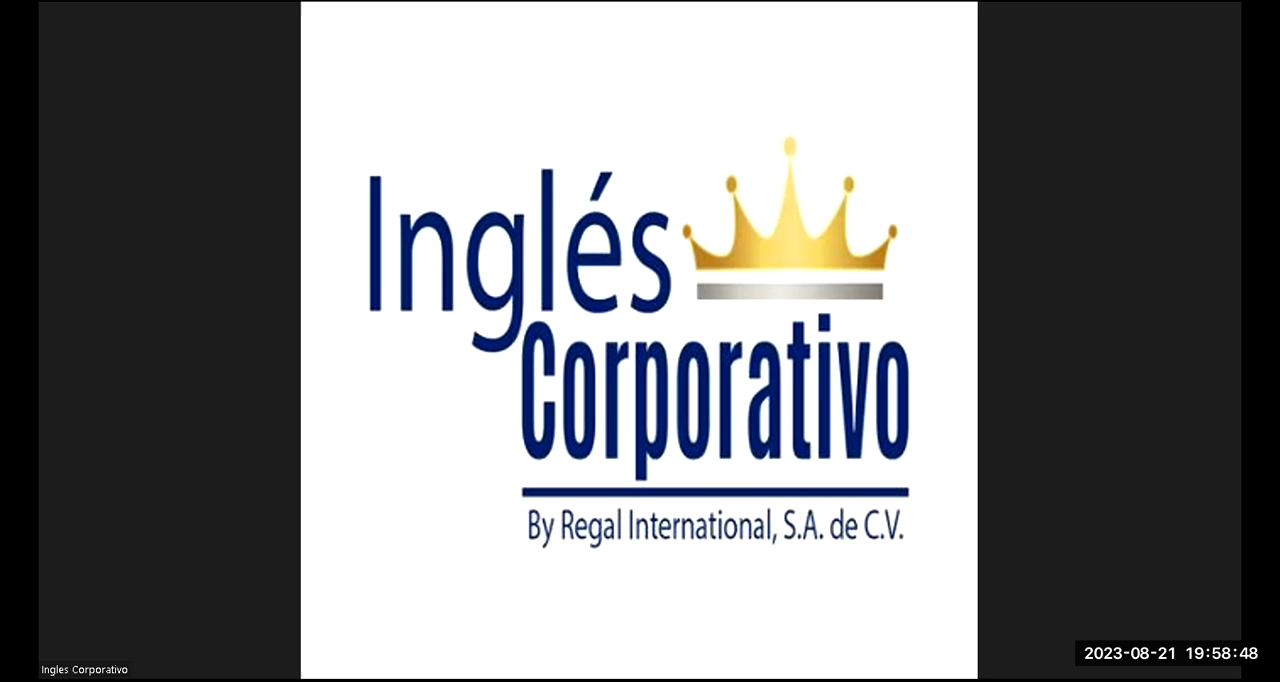 Inglés
Corporativo
By Regal International, S.A. de C.V.
Ingles Corporativo
2023-08-21 19:58:48